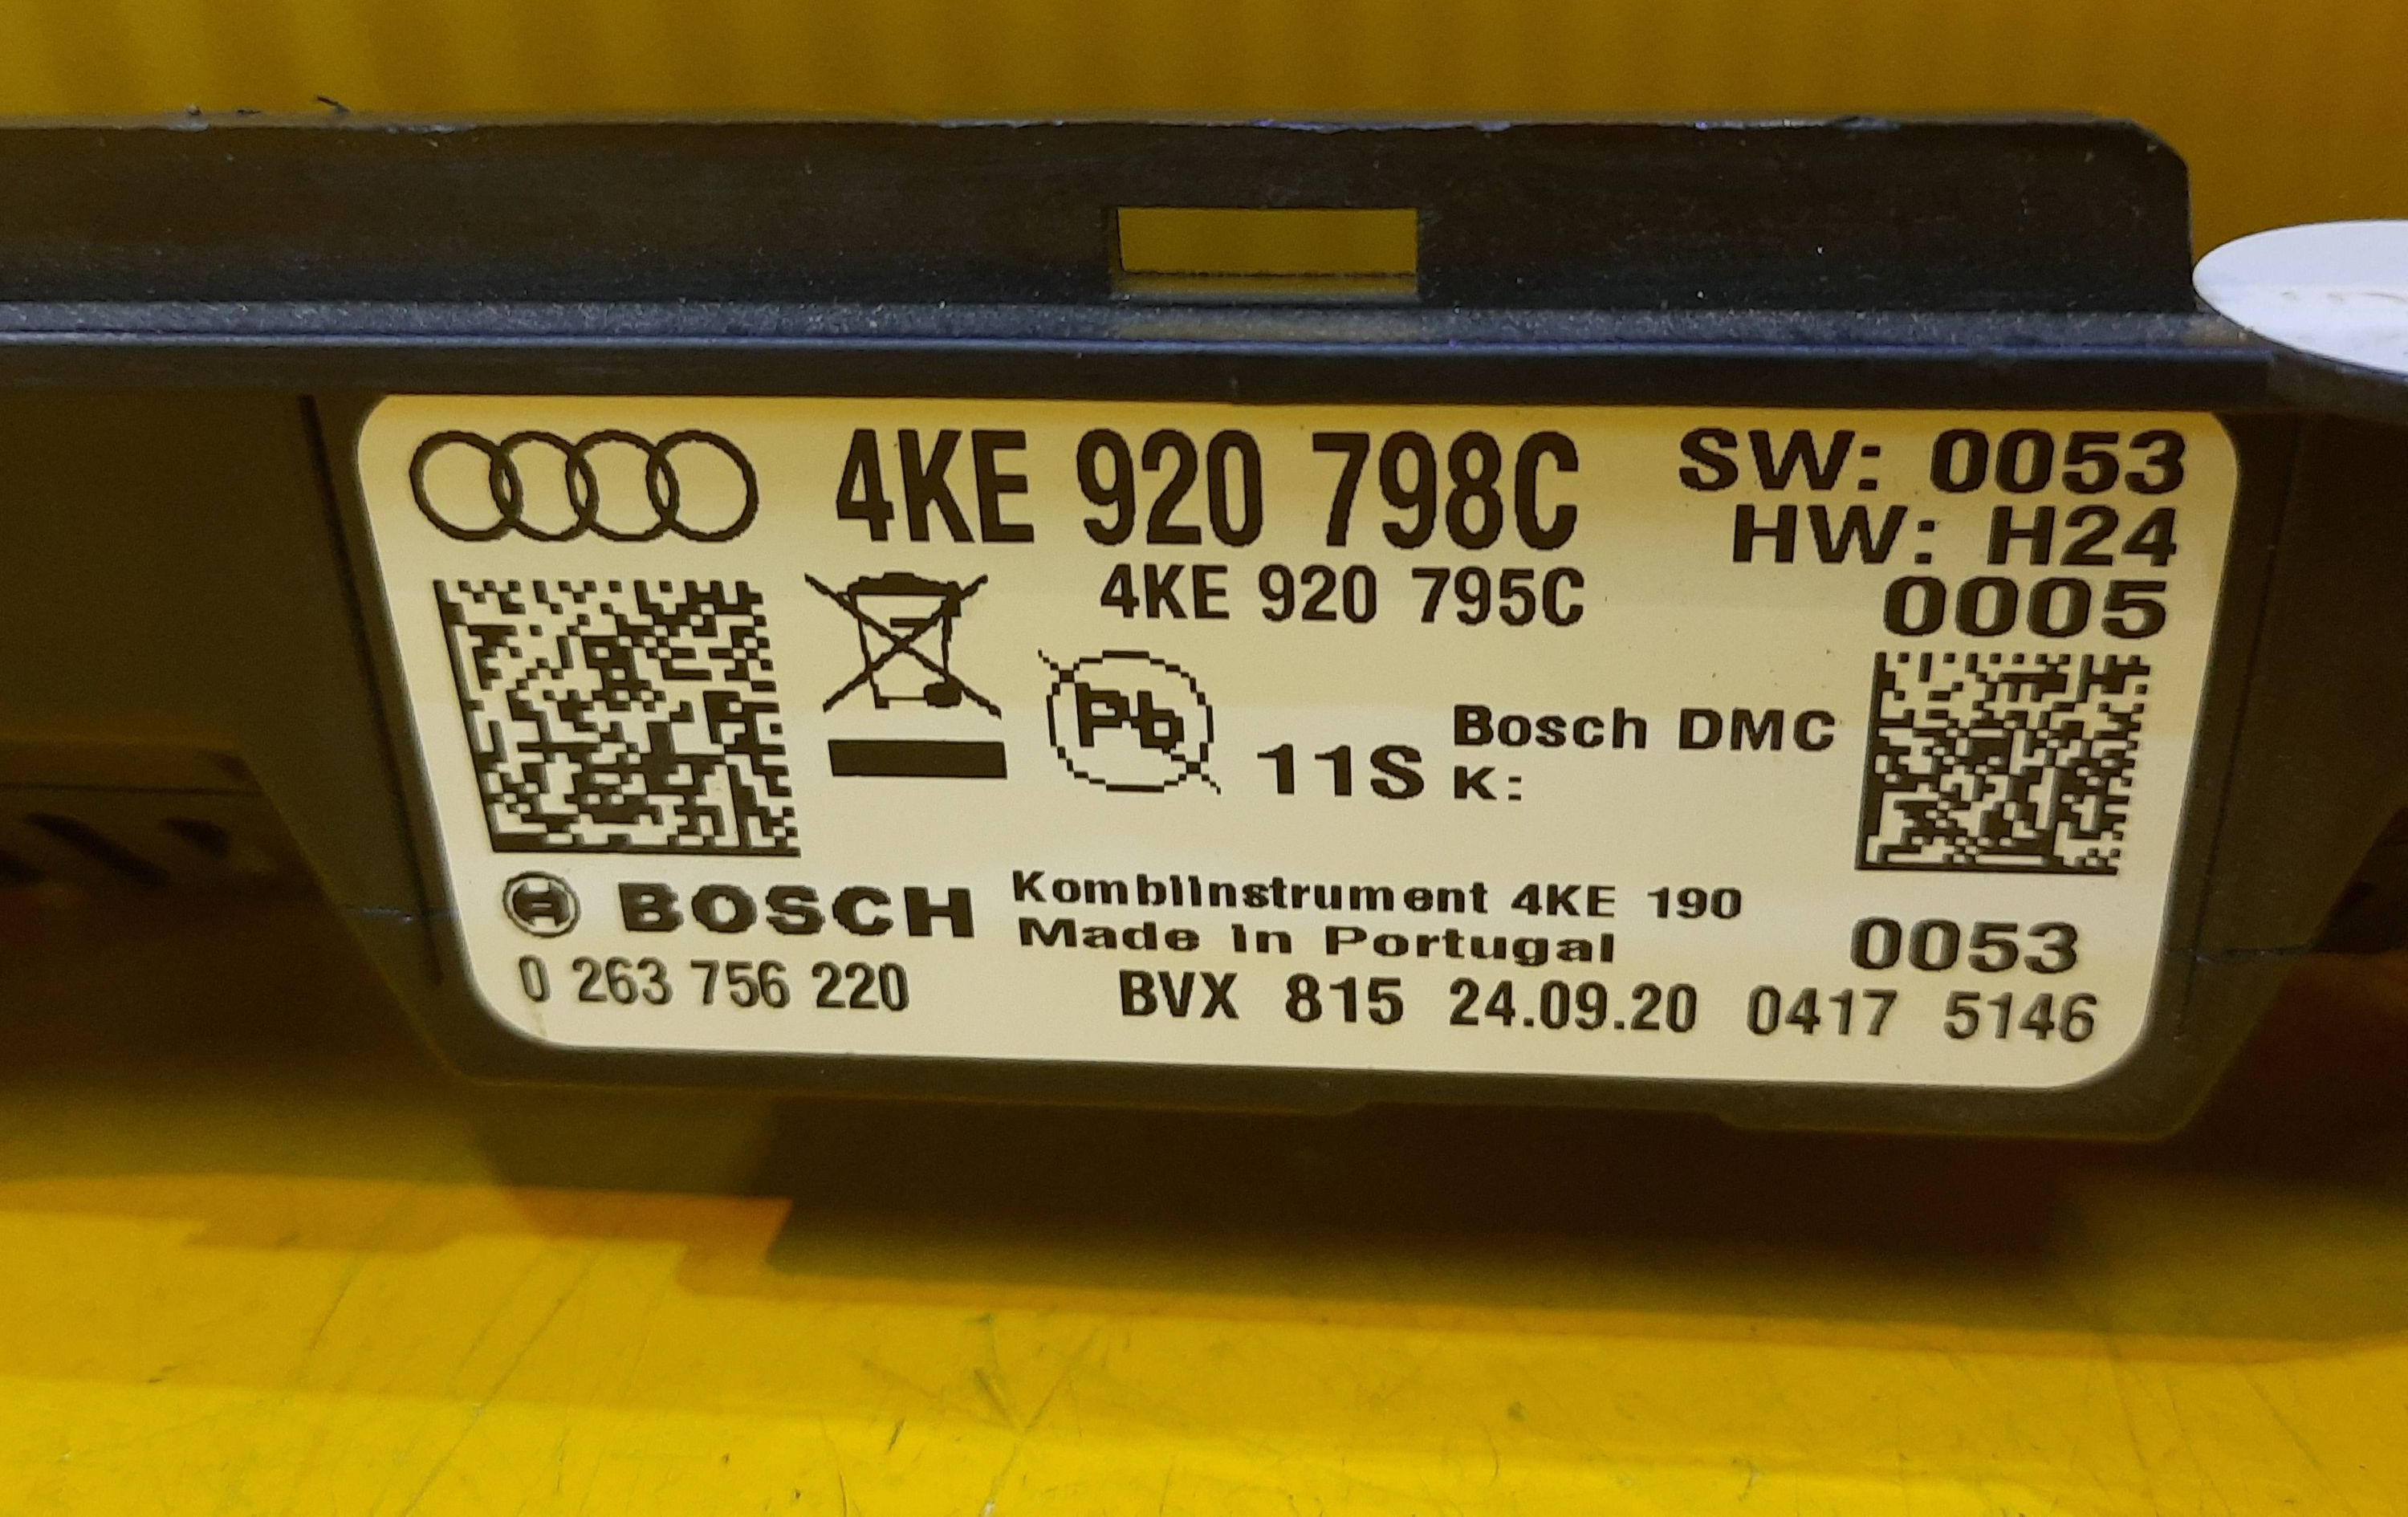 4KE 920 798C
SW: 0053
HW: H24
4KE 920 795C
0005
Pb
11S
Bosch DMC
K:
BOSCH
Kombiinstrument 4KE 190
Made in Portugal
0053
0 263 756 220
BVX 815 24.09.20 0417 5146